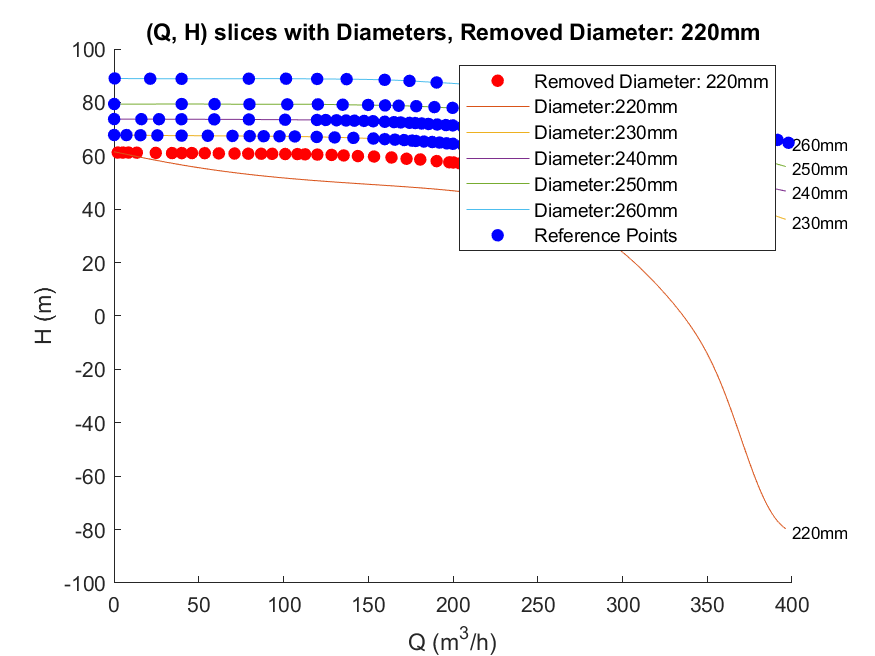 (Q, H) slices with Diameters, Removed Diameter: 220mm
100
80
60
40
20
0
-20
-40
-60
-80
-100
H (m)
Removed Diameter: 220mm
Diameter:220mm
Diameter:230mm
Diameter:240mm
Diameter:250mm
Diameter:260mm
Reference Points
260mm
250mm
240mm
230mm
220mm
0
50
100
150
200
250
300
350
400
Q (m³/h)